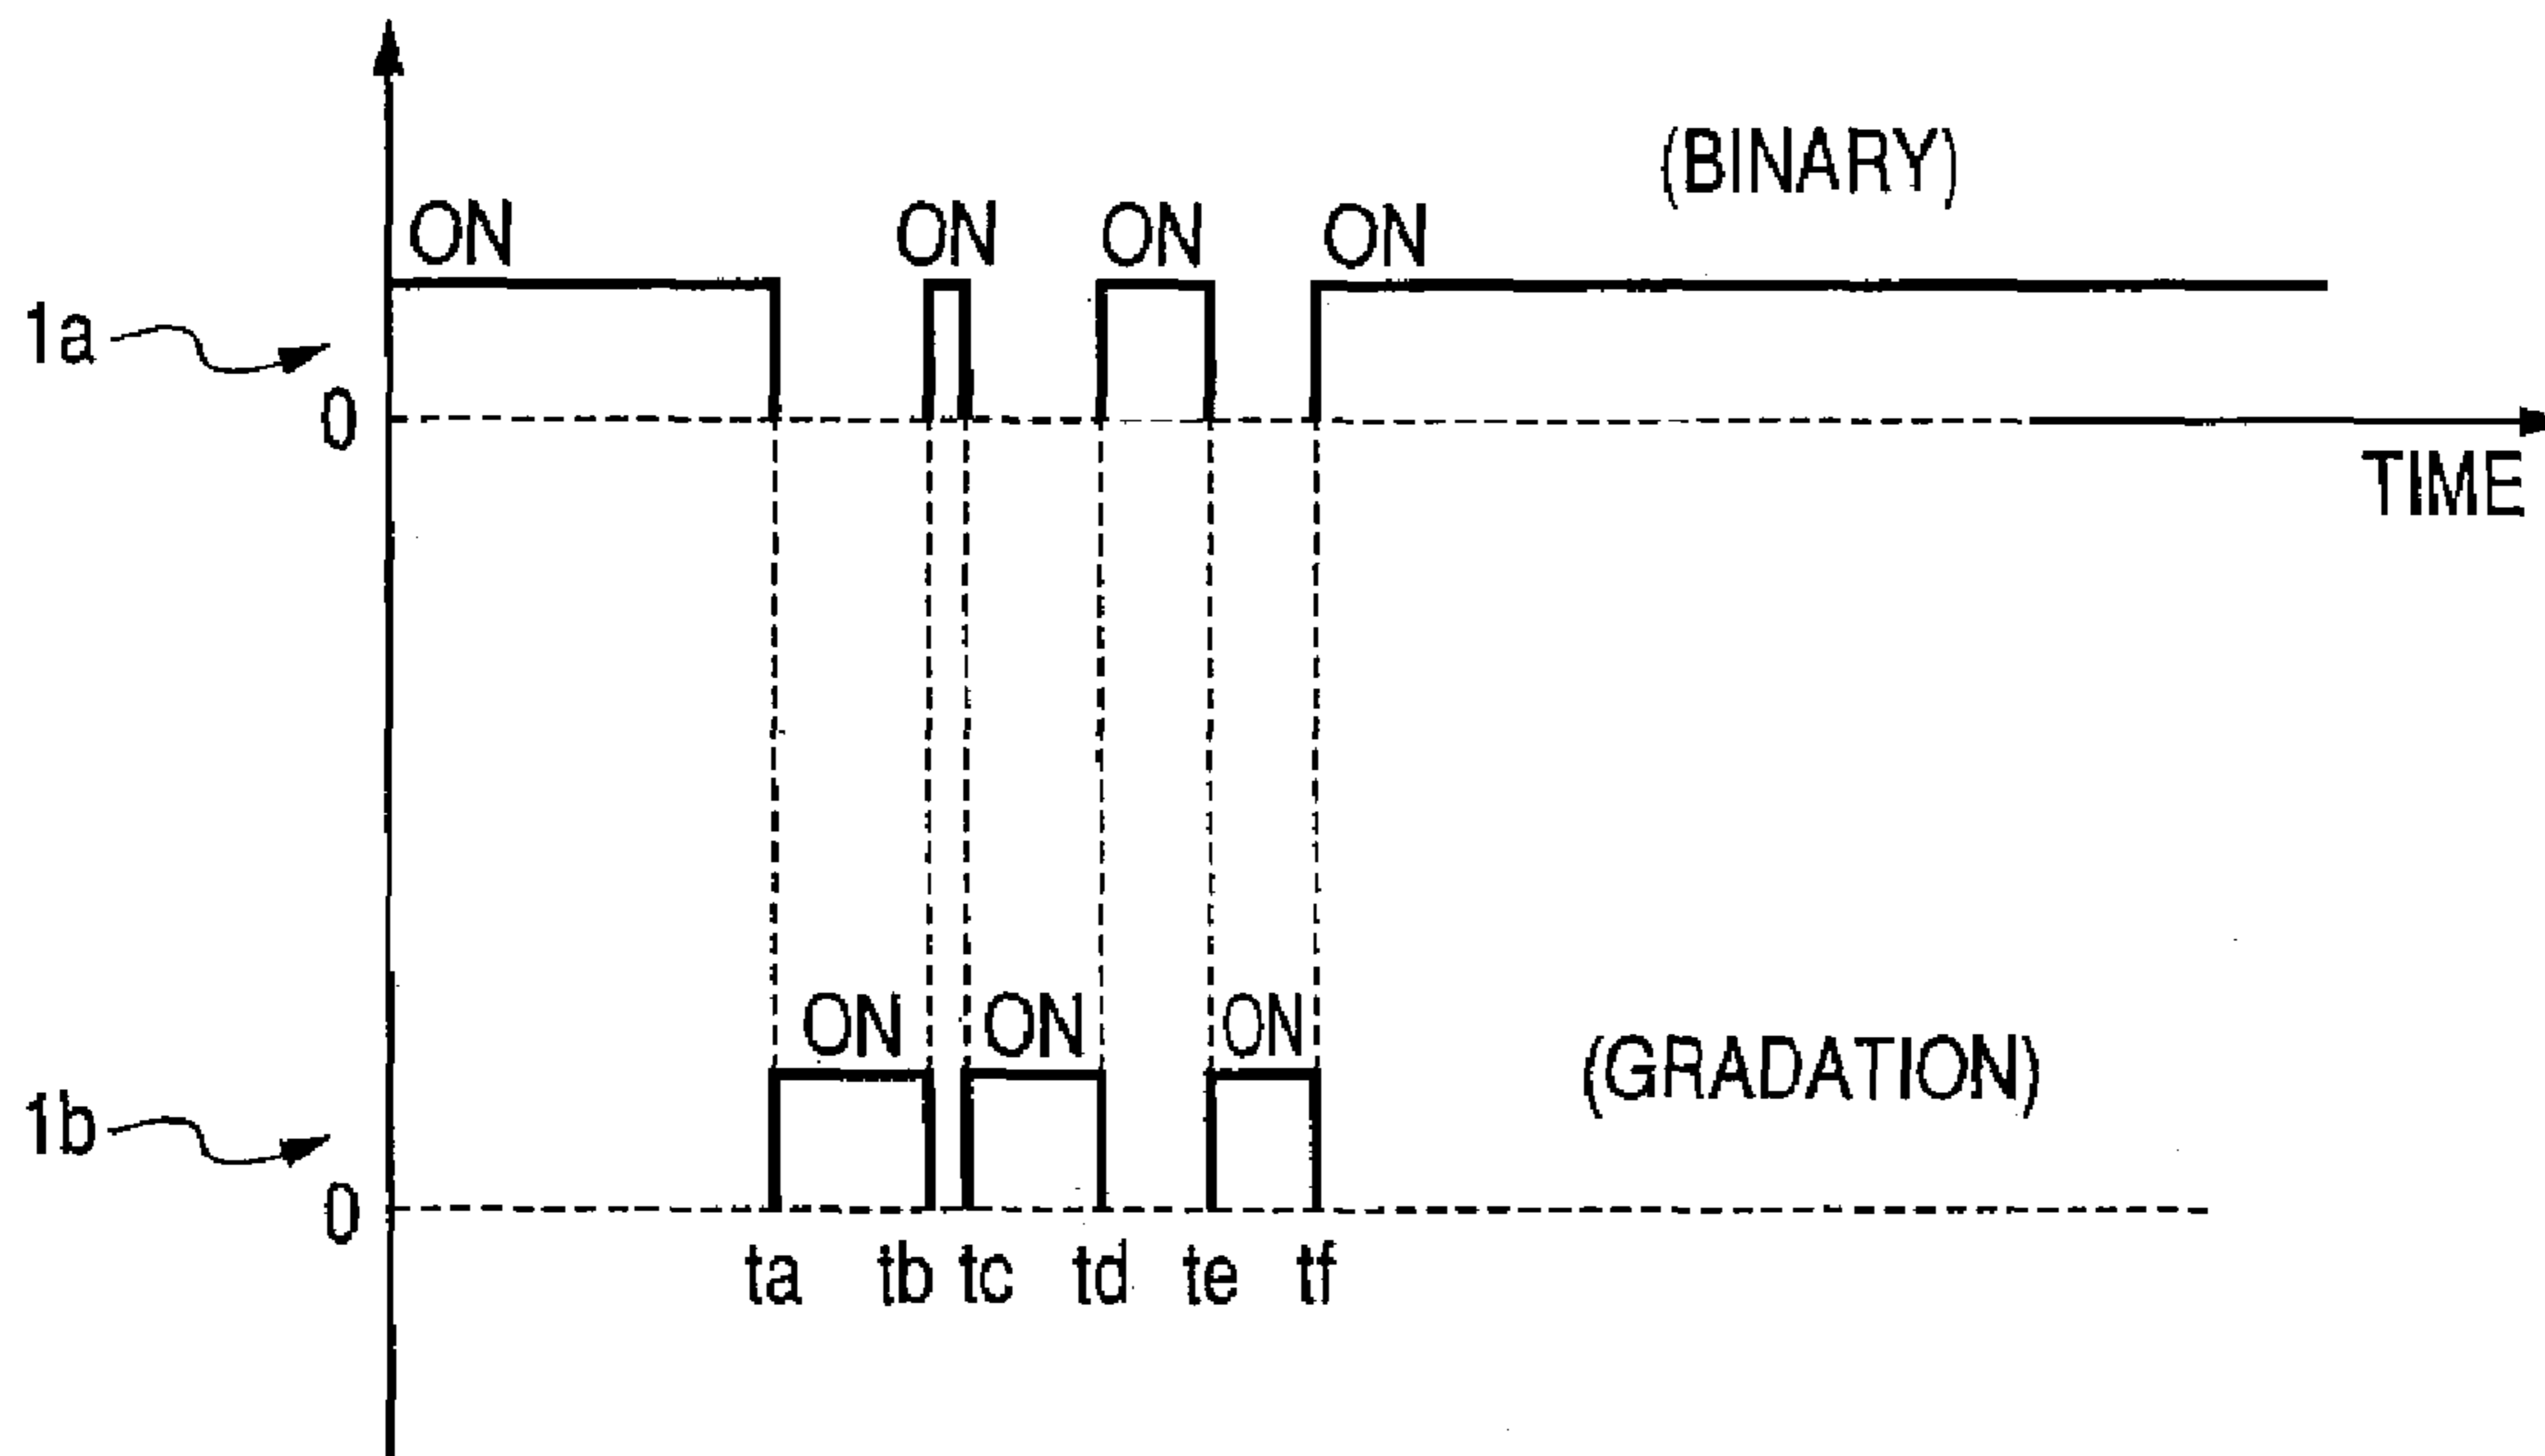 (BINARY)
ON ON ON ON
1a
0
TIME
ON ON ON
(GRADATION)
1b
0
ta tb tc td te tf